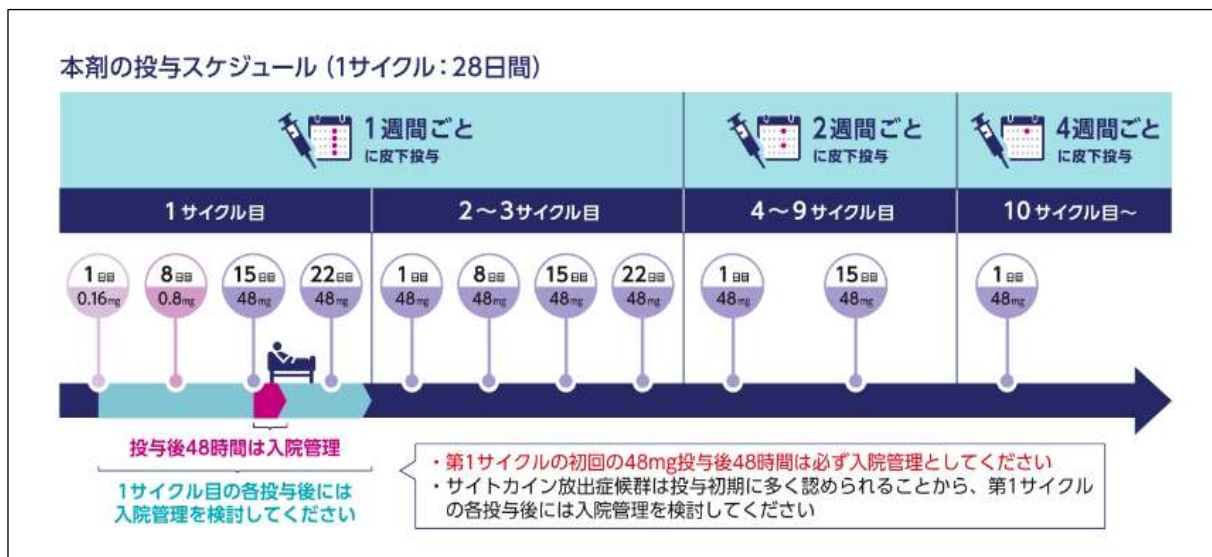 本剤の投与スケジュール（1サイクル：28日間）
1週間ごと
に皮下投与
2週間ごと
に皮下投与
4週間ごと
に皮下投与
1サイクル目
2～3サイクル目
4～9サイクル目
10サイクル目～
1日目
0.16mg
8日目
0.8mg
15日目
48mg
22日目
48mg
1日目
48mg
8日目
48mg
15日目
48mg
22日目
48mg
1日目
48mg
15日目
48mg
1日目
48mg
投与後48時間は入院管理
1サイクル目の各投与後には
入院管理を検討してください
・第1サイクルの初回の48mg投与後48時間は必ず入院管理としてください
・サイトカイン放出症候群は投与初期に多く認められることから、第1サイクル
の各投与後には入院管理を検討してください